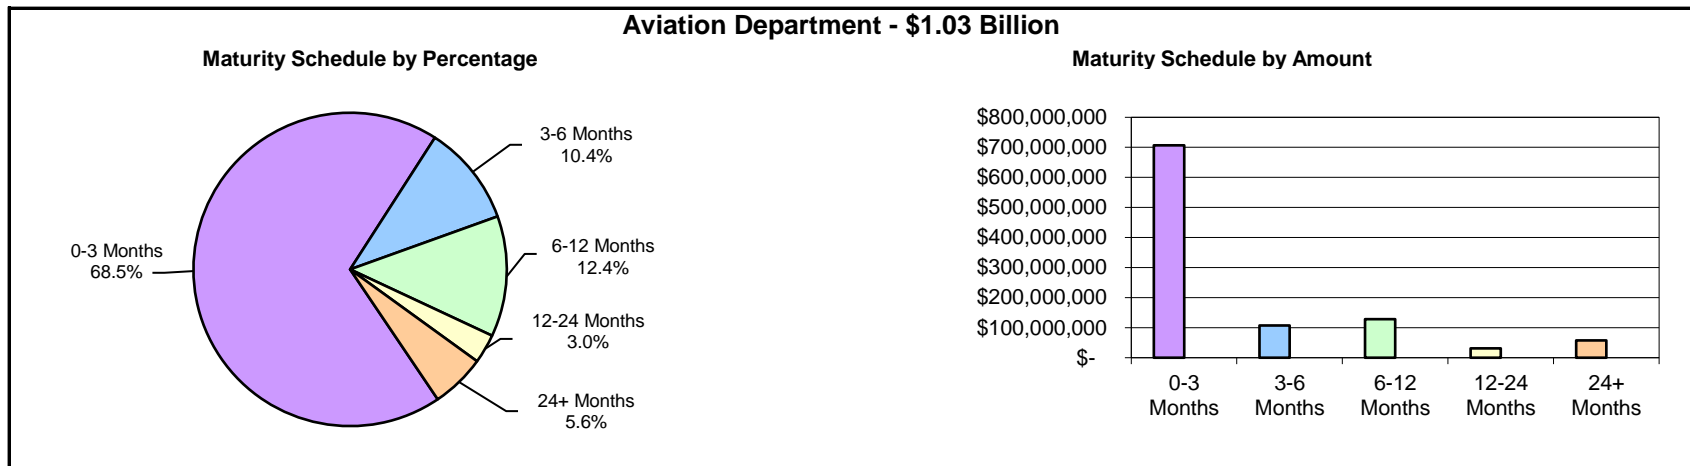 Aviation Department - $1.03 Billion
Maturity Schedule by Percentage
3-6 Months
10.4%
0-3 Months
68.5%
6-12 Months
12.4%
12-24 Months
3.0%
24+ Months
5.6%
Maturity Schedule by Amount
$800,000,000
$700,000,000
$600,000,000
$500,000,000
$400,000,000
$300,000,000
$200,000,000
$100,000,000
$-
0-3
Months
3-6
Months
6-12
Months
12-24
Months
24+
Months